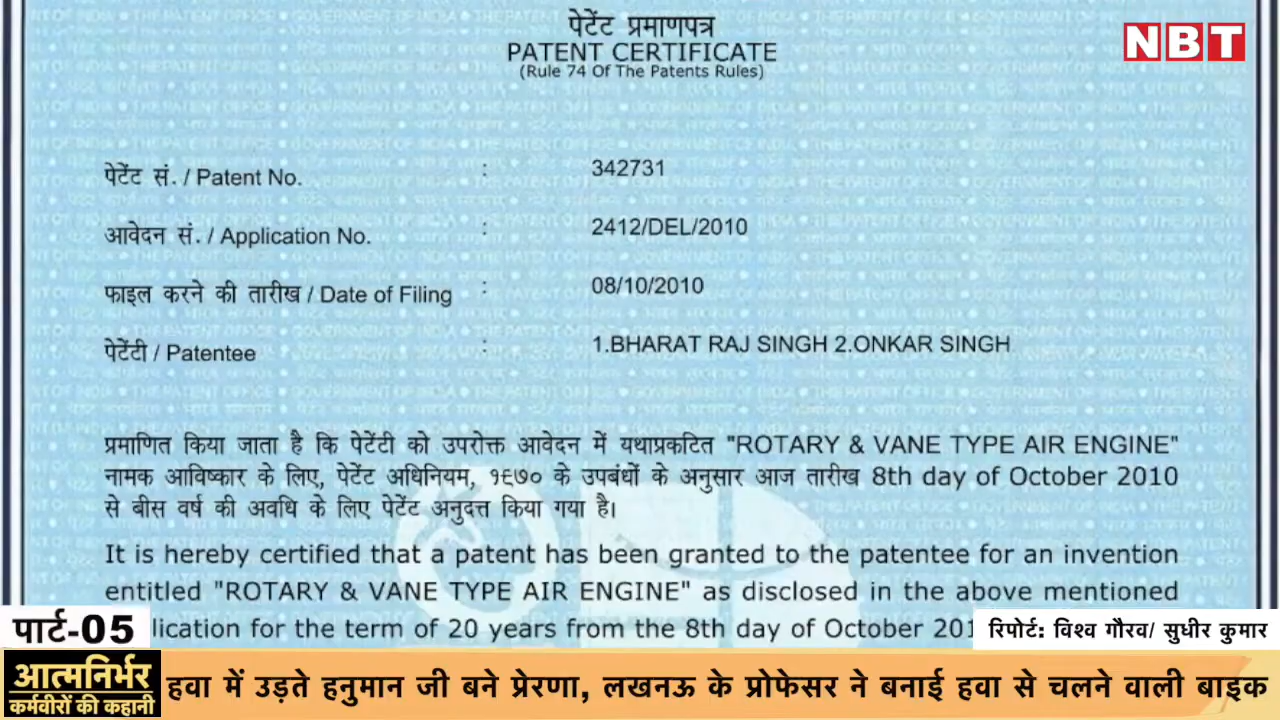 पेटेंट प्रमाणपत्र
PATENT CERTIFICATE
(Rule 74 Of The Patents Rules)
NBT
पेटेंट सं. / Patent No. : 342731
आवेदन सं. / Application No. : 2412/DEL/2010
फाइल करने की तारीख / Date of Filing : 08/10/2010
पेटेंटी / Patentee : 1.BHARAT RAJ SINGH 2.ONKAR SINGH
प्रमाणित किया जाता है कि पेटेंटी को उपरोक्त आवेदन में यथाप्रकटित "ROTARY & VANE TYPE AIR ENGINE"
नामक आविष्कार के लिए, पेटेंट अधिनियम, १९७० के उपबंधों के अनुसार आज तारीख 8th day of October 2010
से बीस वर्ष की अवधि के लिए पेटेंट अनुदत्त किया गया है।
It is hereby certified that a patent has been granted to the patentee for an invention
entitled "ROTARY & VANE TYPE AIR ENGINE" as disclosed in the above mentioned
lication for the term of 20 years from the 8th day of October 201
पार्ट-05
रिपोर्ट: विश्व गौरव/ सुधीर कुमार
आत्मनिर्भर
कर्मवीरों की कहानी
हवा में उड़ते हनुमान जी बने प्रेरणा, लखनऊ के प्रोफेसर ने बनाई हवा से चलने वाली बाइक